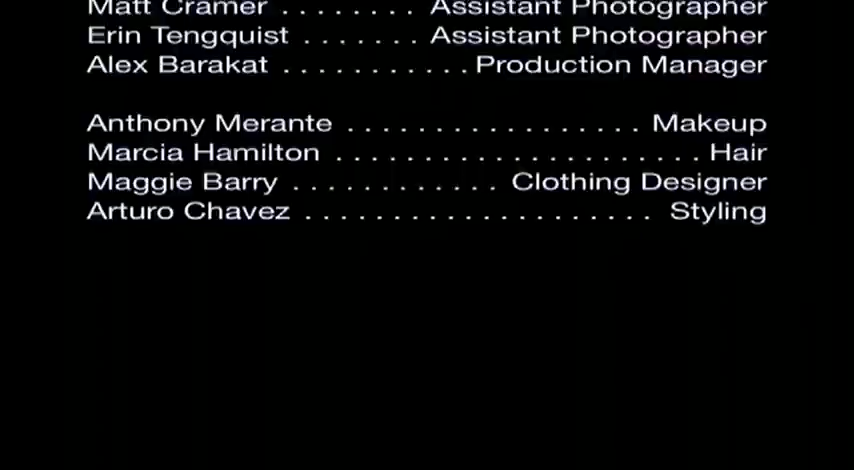 Matt Cramer . . . . . . . . Assistant Photographer
Erin Tengquist . . . . . . . Assistant Photographer
Alex Barakat . . . . . . . . . . . Production Manager
Anthony Merante . . . . . . . . . . . . . . . . . Makeup
Marcia Hamilton . . . . . . . . . . . . . . . . . . . . . Hair
Maggie Barry . . . . . . . . . . . . Clothing Designer
Arturo Chavez . . . . . . . . . . . . . . . . . . . . Styling